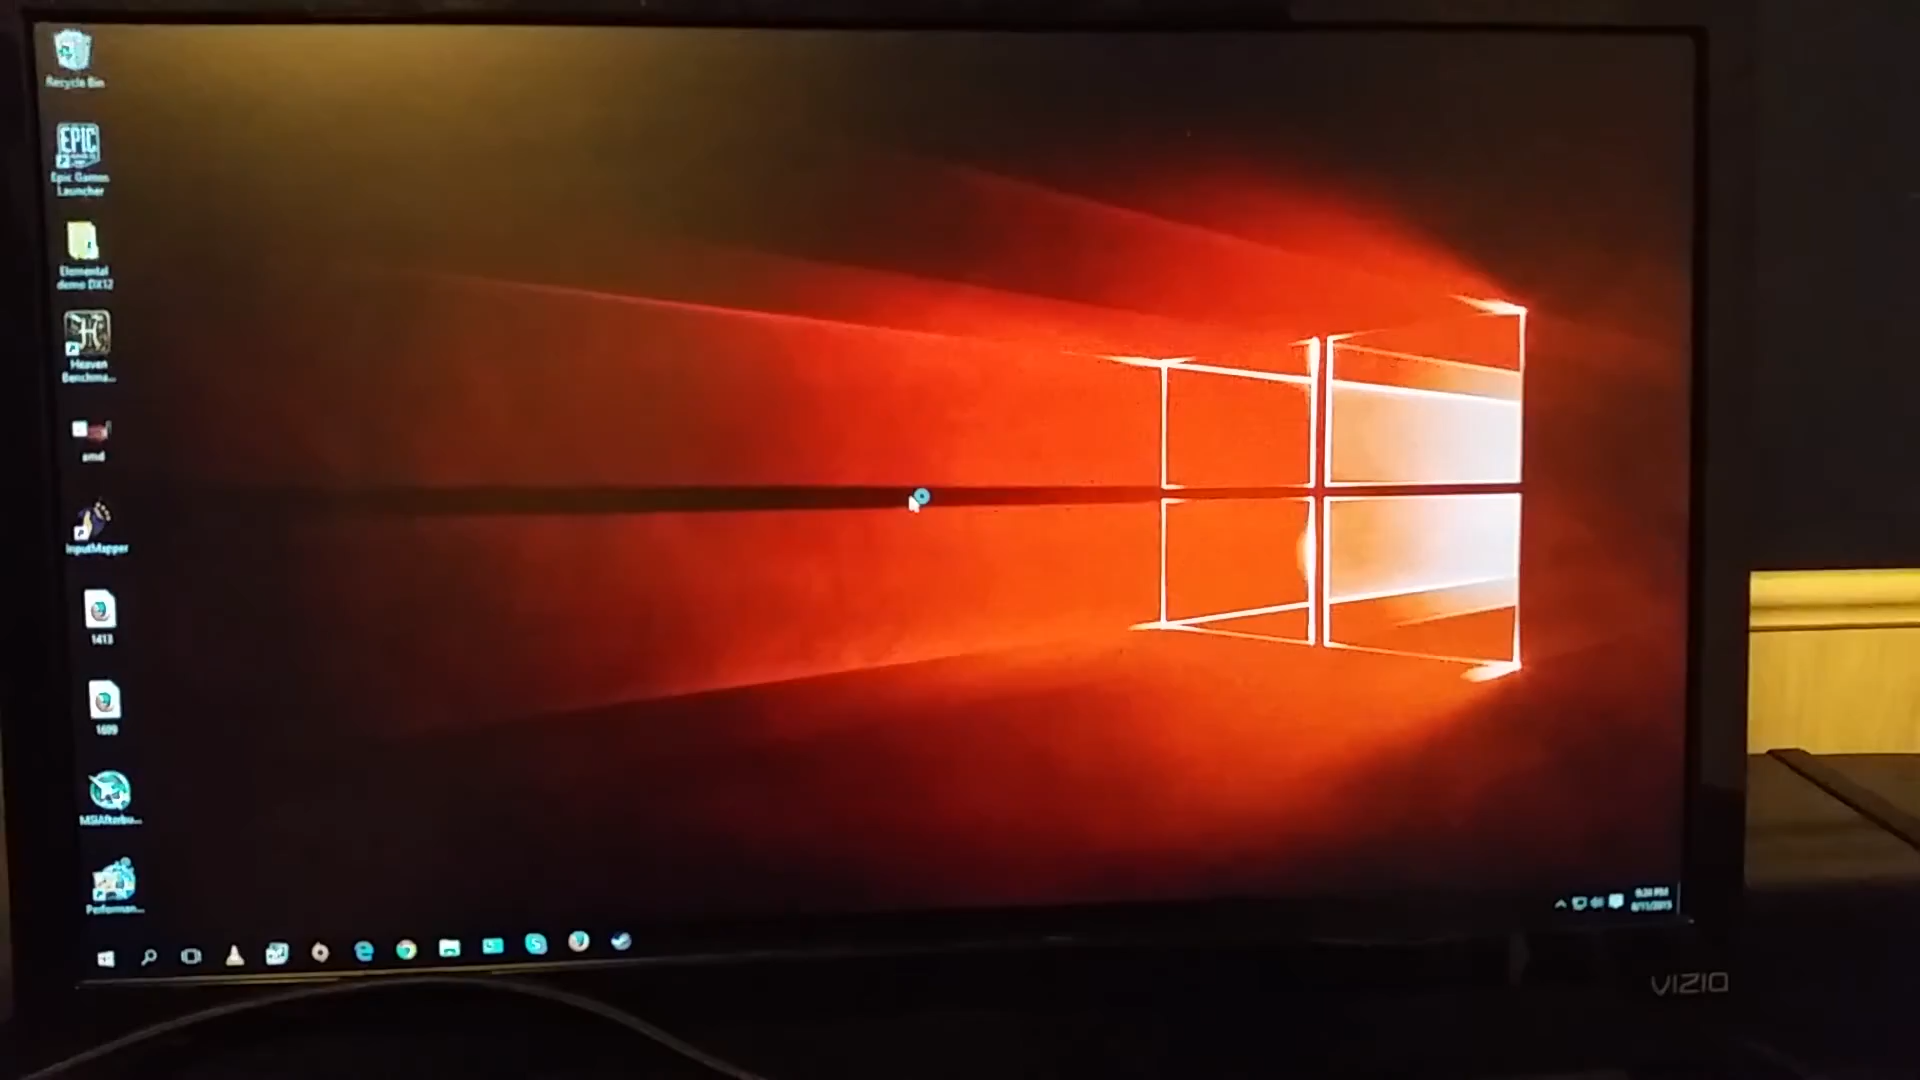 Recycle Bin
EPIC
Epic Games
Launcher
Elemental
demo DX12
Heaven
Benchma...
amd
InputMapper
1413
1609
MSIAfterbu...
Performan...
VIZIO